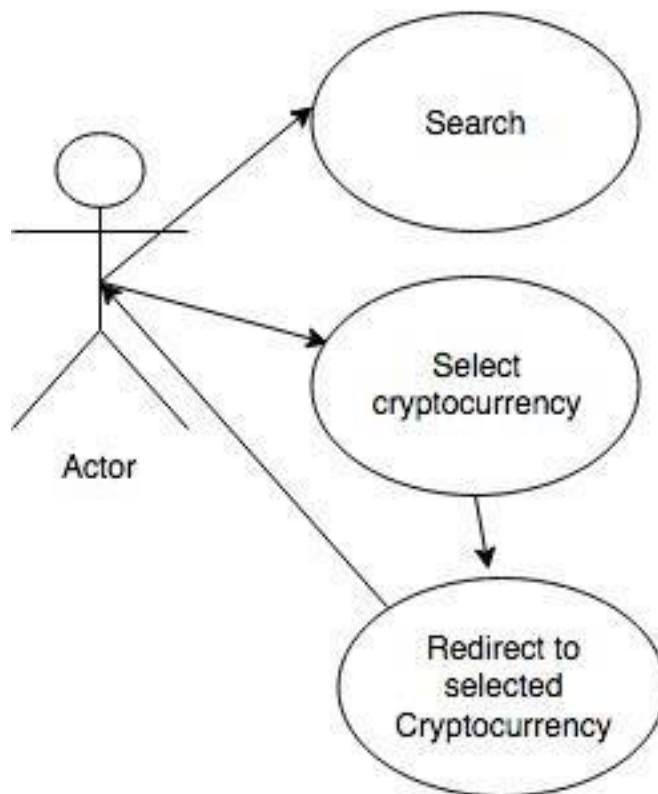 Search
Select
cryptocurrency
Actor
Redirect to
selected
Cryptocurrency